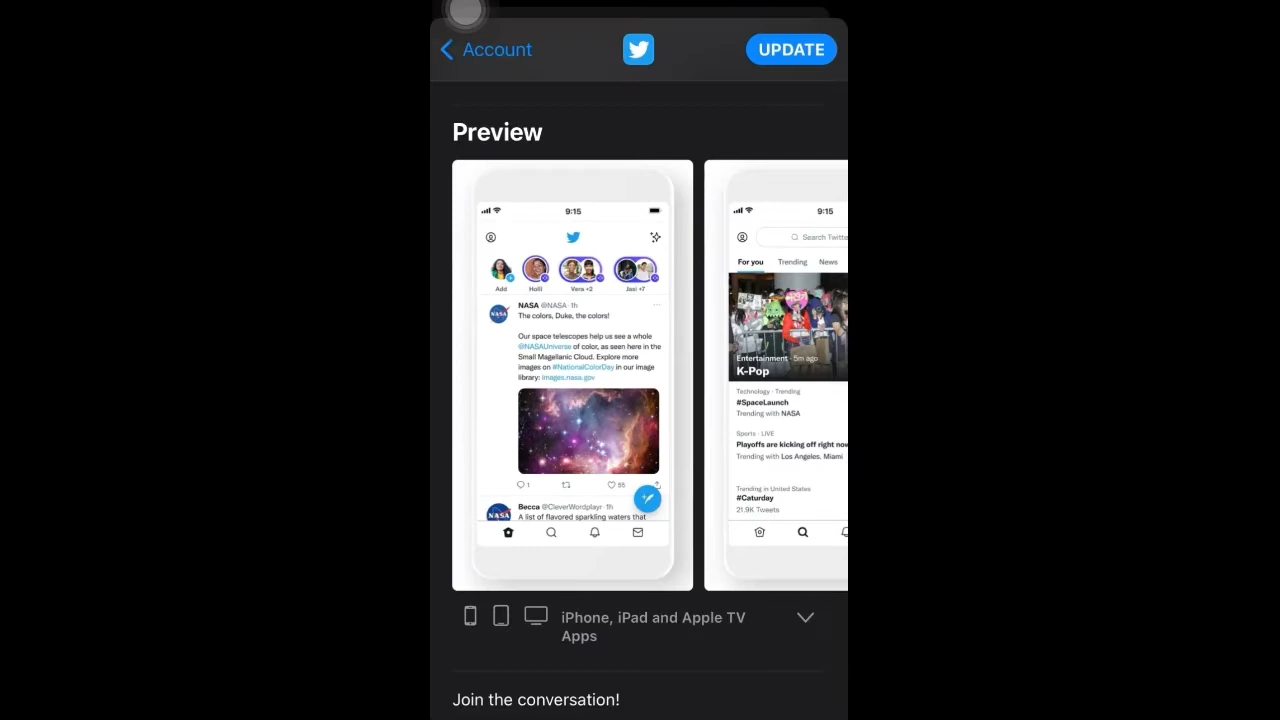 Account
UPDATE
Preview
9:15
Add
Holli
Vera +2
Jasi +7
NASA @NASA · 1h
The colors, Duke, the colors!
Our space telescopes help us see a whole
@NASAUniverse of color, as seen here in the
Small Magellanic Cloud. Explore more
images on #NationalColorDay in our image
library: images.nasa.gov
1
55
Becca @CleverWordplayr · 1h
A list of flavored sparkling waters that
9:15
Search Twitte
For you
Trending
News
Entertainment · 5m ago
K-Pop
Technology · Trending
#SpaceLaunch
Trending with NASA
Sports · LIVE
Playoffs are kicking off right now
Trending with Los Angeles, Miami
Trending in United States
#Caturday
21.9K Tweets
iPhone, iPad and Apple TV
Apps
Join the conversation!